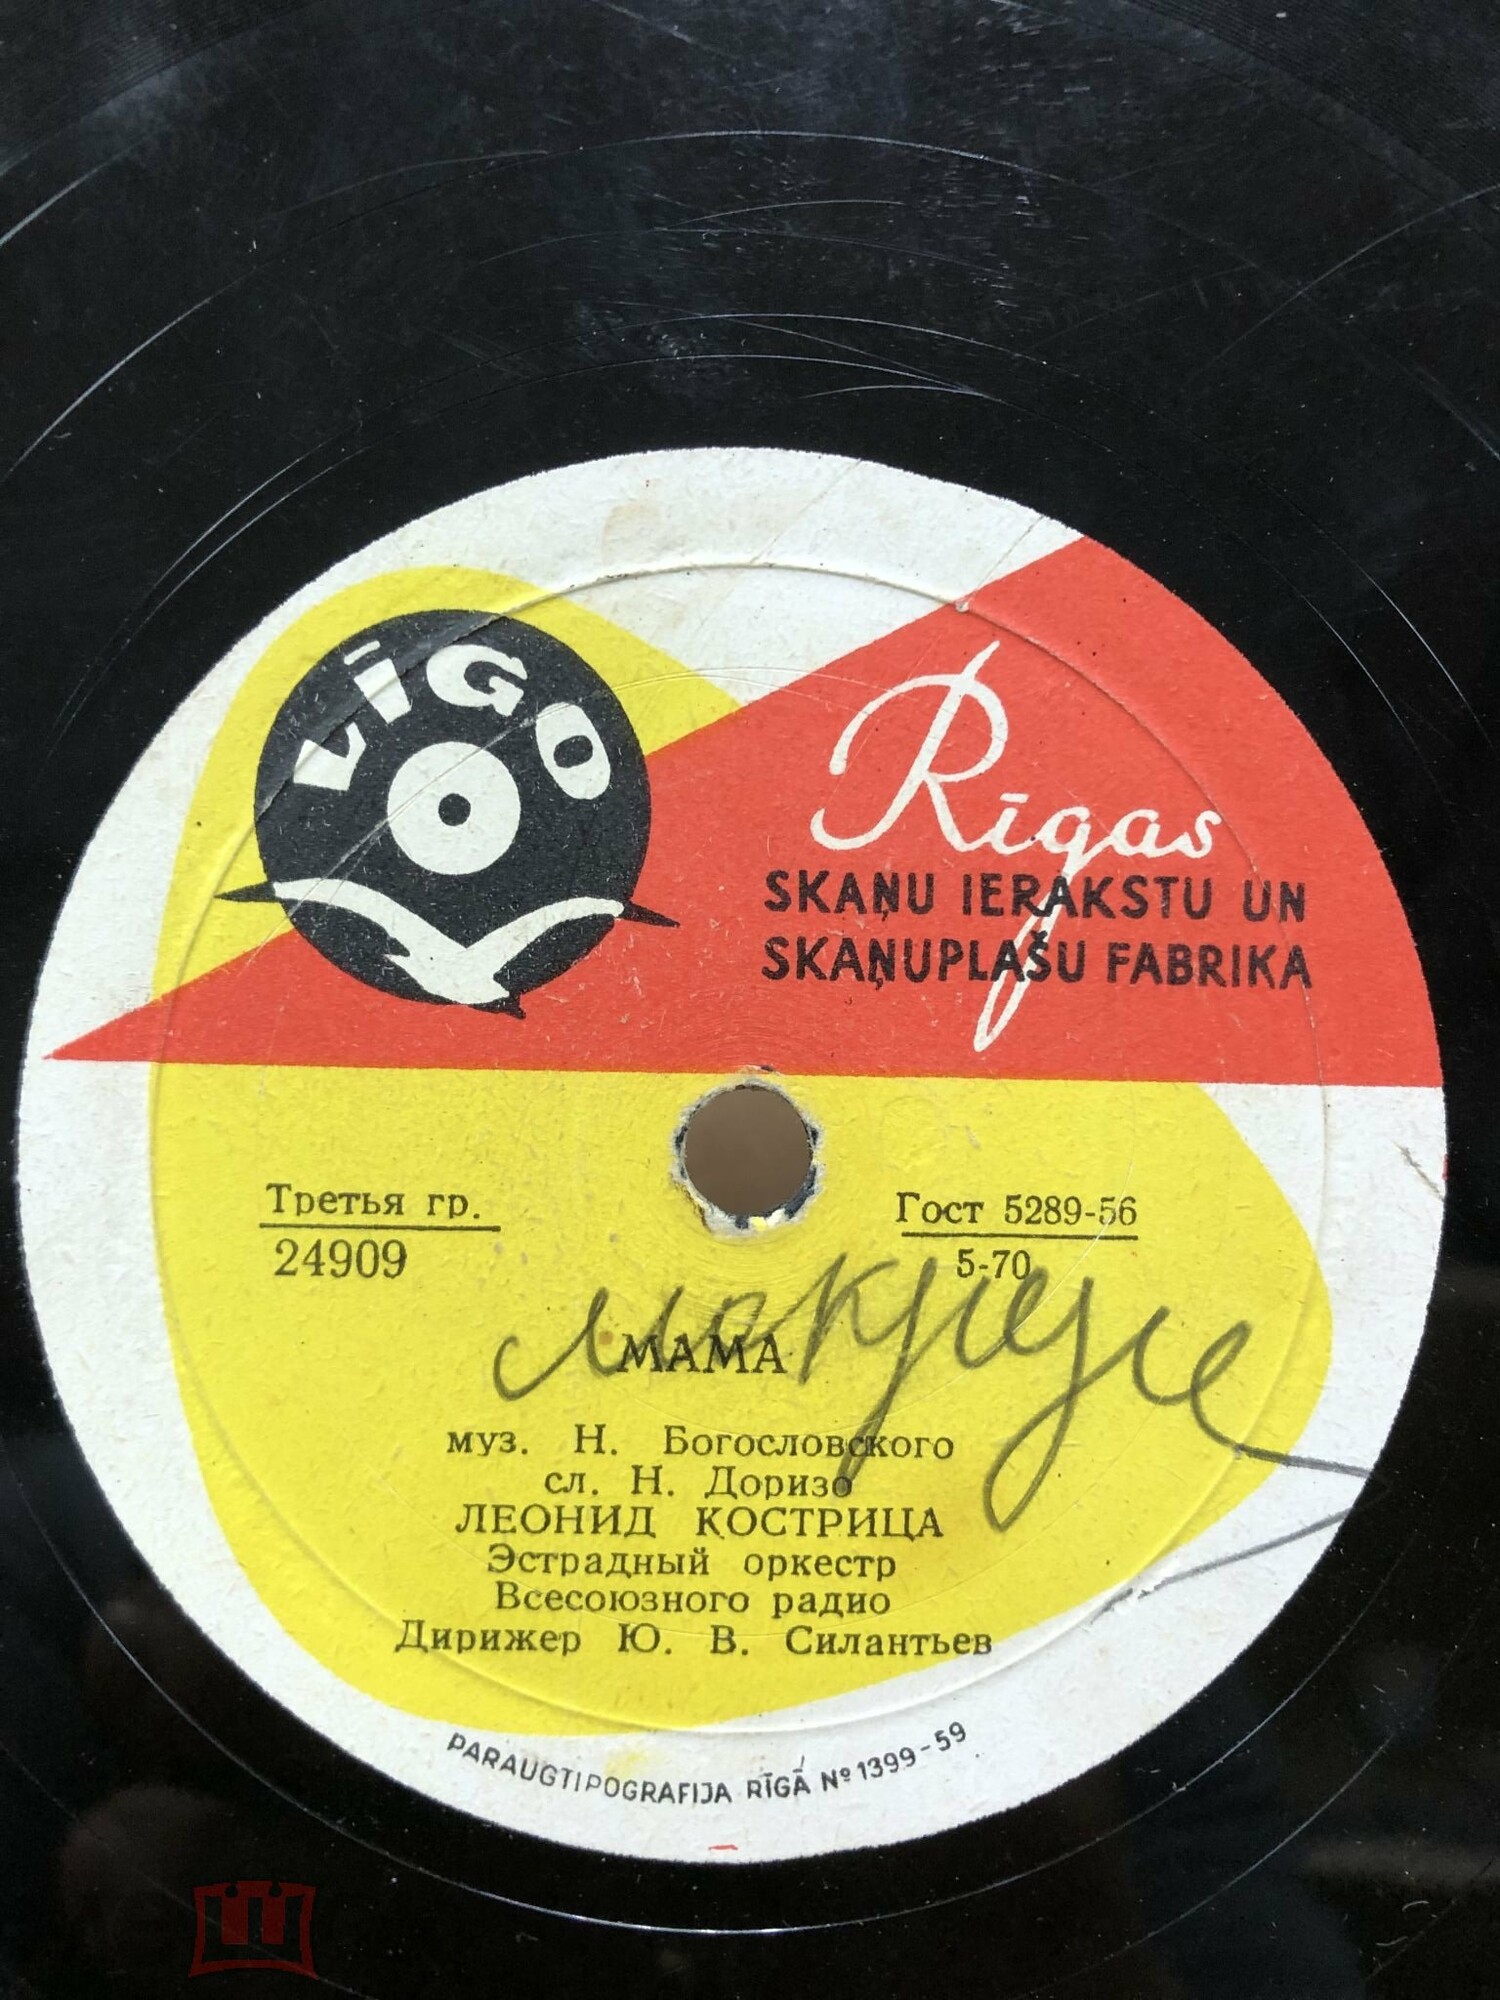 LĪGO
Rīgas
SKAŅU IERAKSTU UN
SKAŅUPLAŠU FABRIKA
Третья гр.
24909
Гост 5289-56
5-70
МАМА
муз. Н. Богословского
сл. Н. Доризо
ЛЕОНИД КОСТРИЦА
Эстрадный оркестр
Всесоюзного радио
Дирижер Ю. В. Силантьев
PARAUGTIPOGRAFIJA RĪGĀ № 1399-59